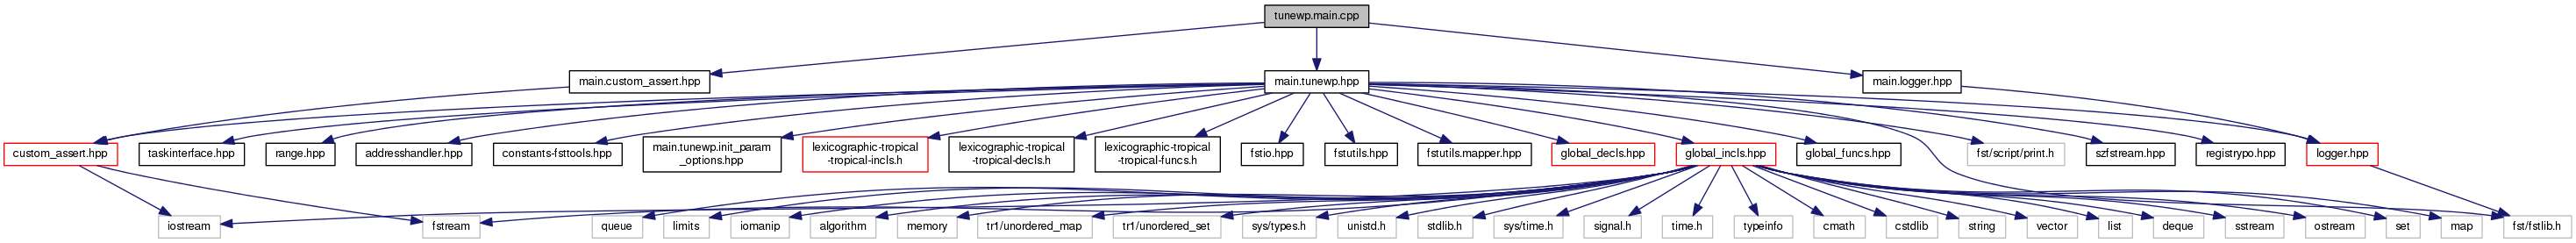 tunewp.main.cpp
main.custom_assert.hpp
main.tunewp.hpp
main.logger.hpp
custom_assert.hpp
taskinterface.hpp
range.hpp
addresshandler.hpp
constants-fsttools.hpp
main.tunewp.init_param
_options.hpp
lexicographic-tropical
-tropical-incls.h
lexicographic-tropical
-tropical-decls.h
lexicographic-tropical
-tropical-funcs.h
fstio.hpp
fstutils.hpp
fstutils.mapper.hpp
global_decls.hpp
global_incls.hpp
global_funcs.hpp
fst/script/print.h
szfstream.hpp
registrypo.hpp
logger.hpp
iostream
fstream
queue
limits
iomanip
algorithm
memory
tr1/unordered_map
tr1/unordered_set
sys/types.h
unistd.h
stdlib.h
sys/time.h
signal.h
time.h
typeinfo
cmath
cstdlib
string
vector
list
deque
sstream
ostream
set
map
fst/fstlib.h